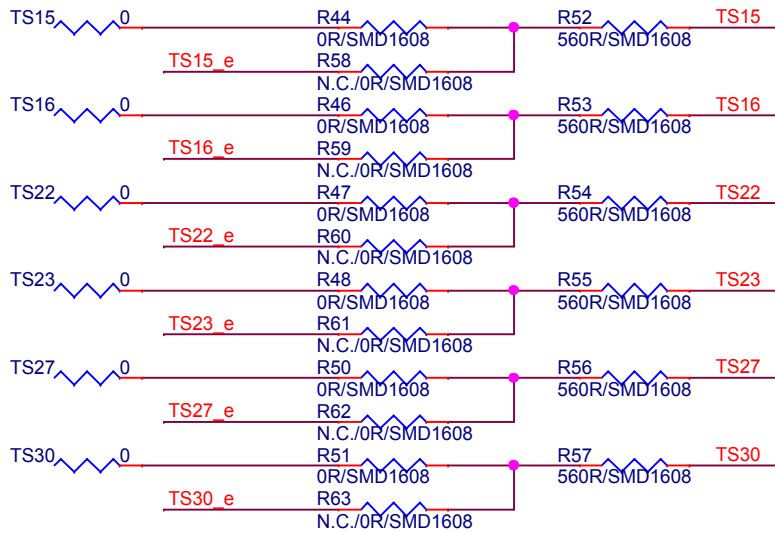 TS15 0 R44 R52 TS15
0R/SMD1608 560R/SMD1608
TS15_e R58
N.C./0R/SMD1608
TS16 0 R46 R53 TS16
0R/SMD1608 560R/SMD1608
TS16_e R59
N.C./0R/SMD1608
TS22 0 R47 R54 TS22
0R/SMD1608 560R/SMD1608
TS22_e R60
N.C./0R/SMD1608
TS23 0 R48 R55 TS23
0R/SMD1608 560R/SMD1608
TS23_e R61
N.C./0R/SMD1608
TS27 0 R50 R56 TS27
0R/SMD1608 560R/SMD1608
TS27_e R62
N.C./0R/SMD1608
TS30 0 R51 R57 TS30
0R/SMD1608 560R/SMD1608
TS30_e R63
N.C./0R/SMD1608